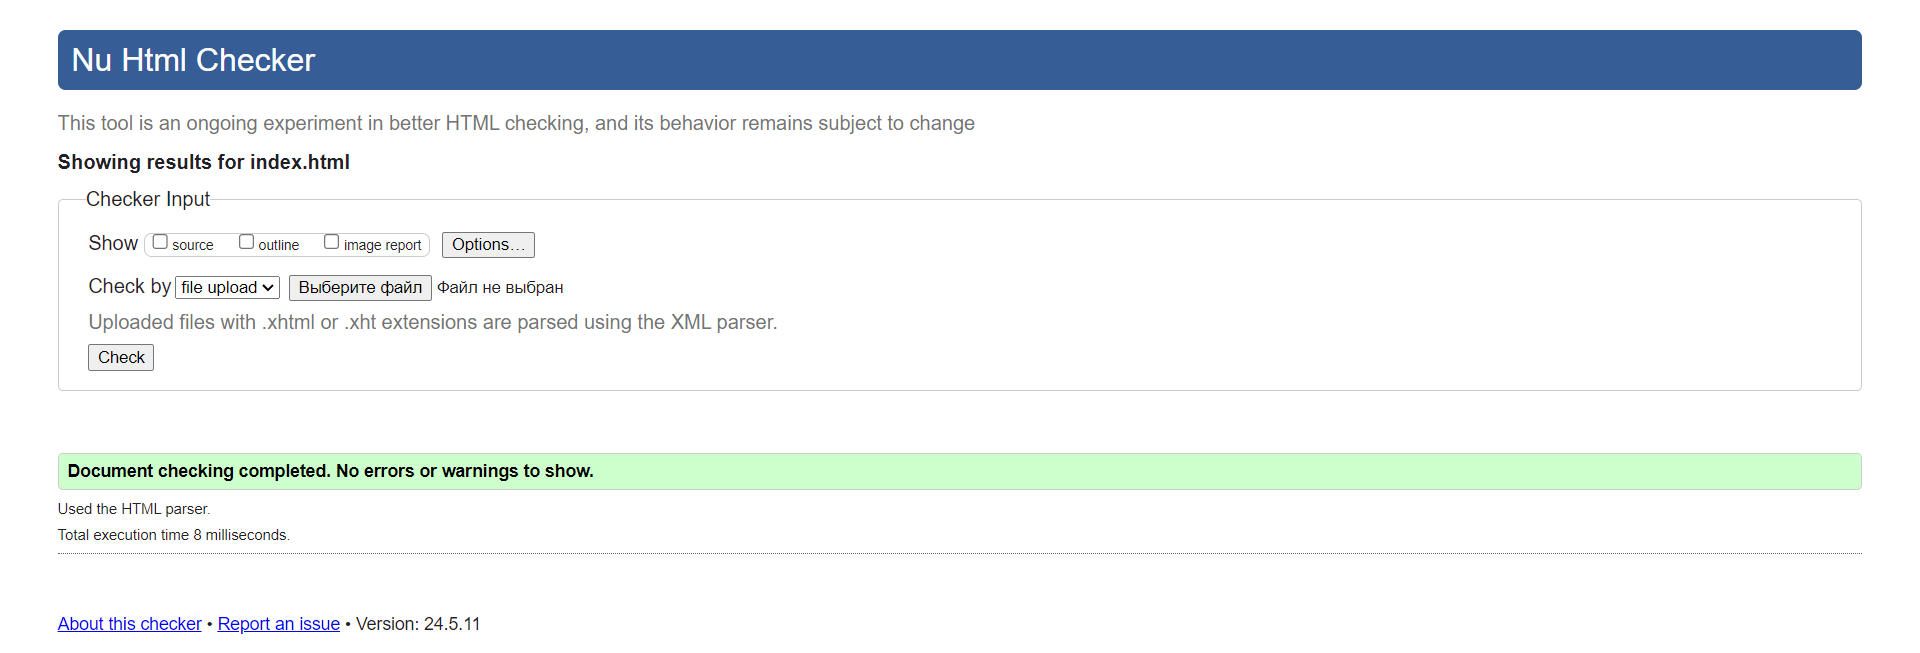 Nu Html Checker
This tool is an ongoing experiment in better HTML checking, and its behavior remains subject to change
Showing results for index.html
Checker Input
Show source outline image report Options…
Check by file upload Выберите файл Файл не выбран
Uploaded files with .xhtml or .xht extensions are parsed using the XML parser.
Check
Document checking completed. No errors or warnings to show.
Used the HTML parser.
Total execution time 8 milliseconds.
About this checker • Report an issue • Version: 24.5.11